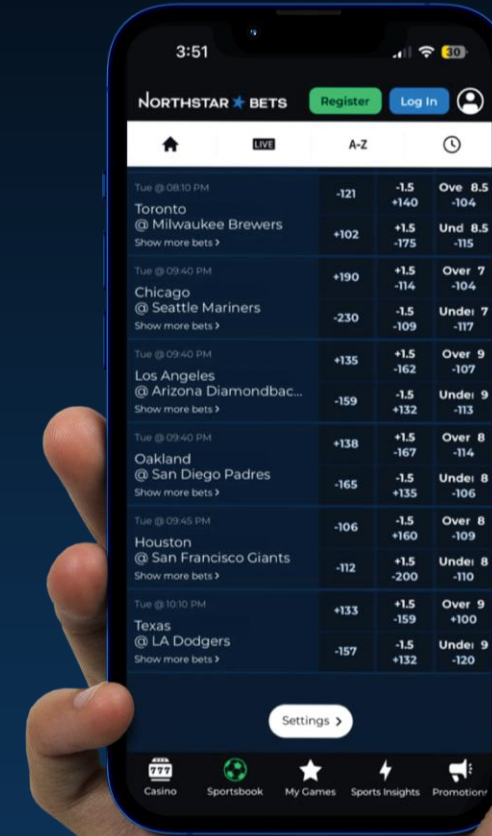 3:51
30
NORTHSTAR BETS
Register
Log In
LIVE
A-Z
Tue @ 08:10 PM
-121 -1.5 Ove 8.5
+140 -104
Toronto
@ Milwaukee Brewers
+102 +1.5 Und 8.5
-175 -115
Show more bets >
Tue @ 09:40 PM
+190 +1.5 Over 7
-114 -104
Chicago
@ Seattle Mariners
-230 -1.5 Under 7
-109 -117
Show more bets >
Tue @ 09:40 PM
+135 +1.5 Over 9
-162 -107
Los Angeles
@ Arizona Diamondbac...
-159 -1.5 Under 9
+132 -113
Show more bets >
Tue @ 09:40 PM
+138 +1.5 Over 8
-167 -114
Oakland
@ San Diego Padres
-165 -1.5 Under 8
+135 -106
Show more bets >
Tue @ 09:45 PM
-106 -1.5 Over 8
+160 -109
Houston
@ San Francisco Giants
-112 +1.5 Under 8
-200 -110
Show more bets >
Tue @ 10:10 PM
+133 +1.5 Over 9
-159 +100
Texas
@ LA Dodgers
-157 -1.5 Under 9
+132 -120
Show more bets >
Settings >
777
Casino
Sportsbook
My Games
Sports Insights
Promotions